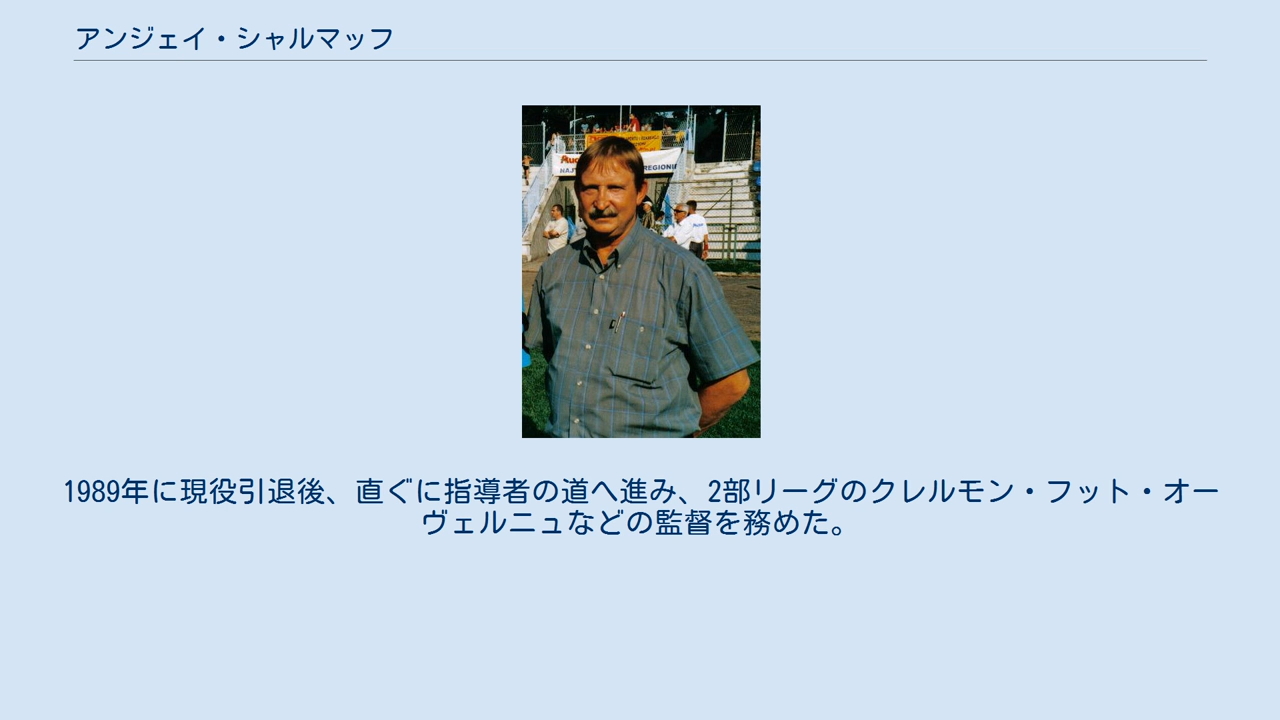 アンジェイ・シャルマッフ
REGIONU
1989年に現役引退後、直ぐに指導者の道へ進み、2部リーグのクレルモン・フット・オー
ヴェルニュなどの監督を務めた。